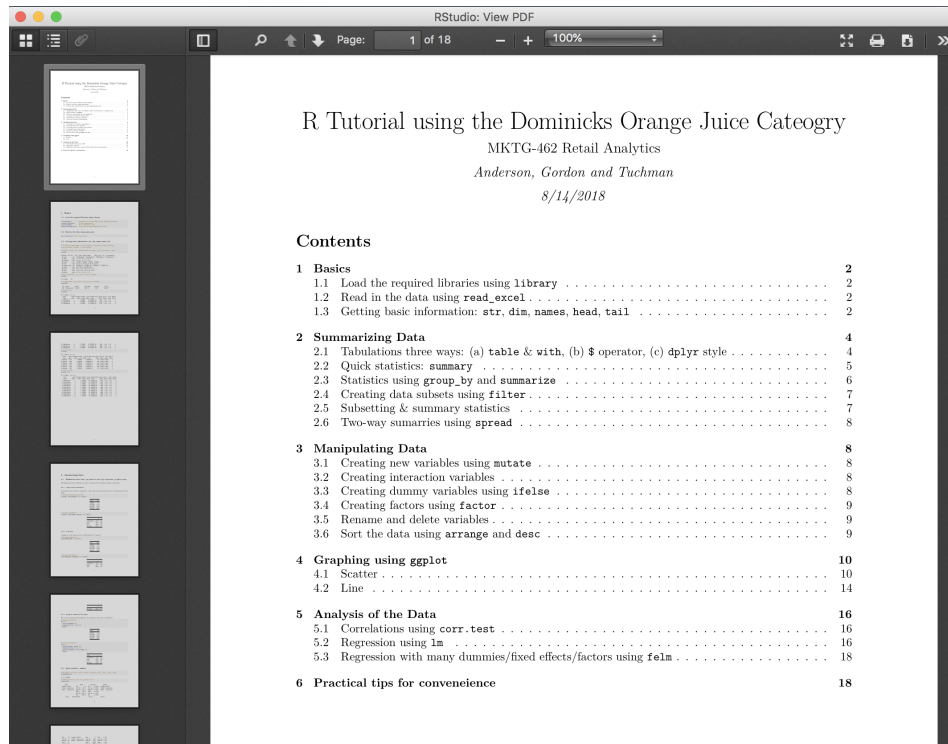 RStudio: View PDF
Page: 1 of 18 100%
R Tutorial using the Dominicks Orange Juice Cateogry
MKTG-462 Retail Analytics
Anderson, Gordon and Tuchman
8/14/2018
Contents
1 Basics 2
1.1 Load the required libraries using library . . . . . . . . . . 2
1.2 Read in the data using read_excel . . . . . . . . . . 2
1.3 Getting basic information: str, dim, names, head, tail . . . . . . . . . . 2
2 Summarizing Data 4
2.1 Tabulations three ways: (a) table & with, (b) $ operator, (c) dplyr style . . . . . . . . . . 4
2.2 Quick statistics: summary . . . . . . . . . . 5
2.3 Statistics using group_by and summarize . . . . . . . . . . 6
2.4 Creating data subsets using filter . . . . . . . . . . 7
2.5 Subsetting & summary statistics . . . . . . . . . . 7
2.6 Two-way sumarries using spread . . . . . . . . . . 8
3 Manipulating Data 8
3.1 Creating new variables using mutate . . . . . . . . . . 8
3.2 Creating interaction variables . . . . . . . . . . 8
3.3 Creating dummy variables using ifelse . . . . . . . . . . 8
3.4 Creating factors using factor . . . . . . . . . . 9
3.5 Rename and delete variables . . . . . . . . . . 9
3.6 Sort the data using arrange and desc . . . . . . . . . . 9
4 Graphing using ggplot 10
4.1 Scatter . . . . . . . . . . 10
4.2 Line . . . . . . . . . . 14
5 Analysis of the Data 16
5.1 Correlations using corr.test . . . . . . . . . . 16
5.2 Regression using lm . . . . . . . . . . 16
5.3 Regression with many dummies/fixed effects/factors using felm . . . . . . . . . . 18
6 Practical tips for conveneience 18